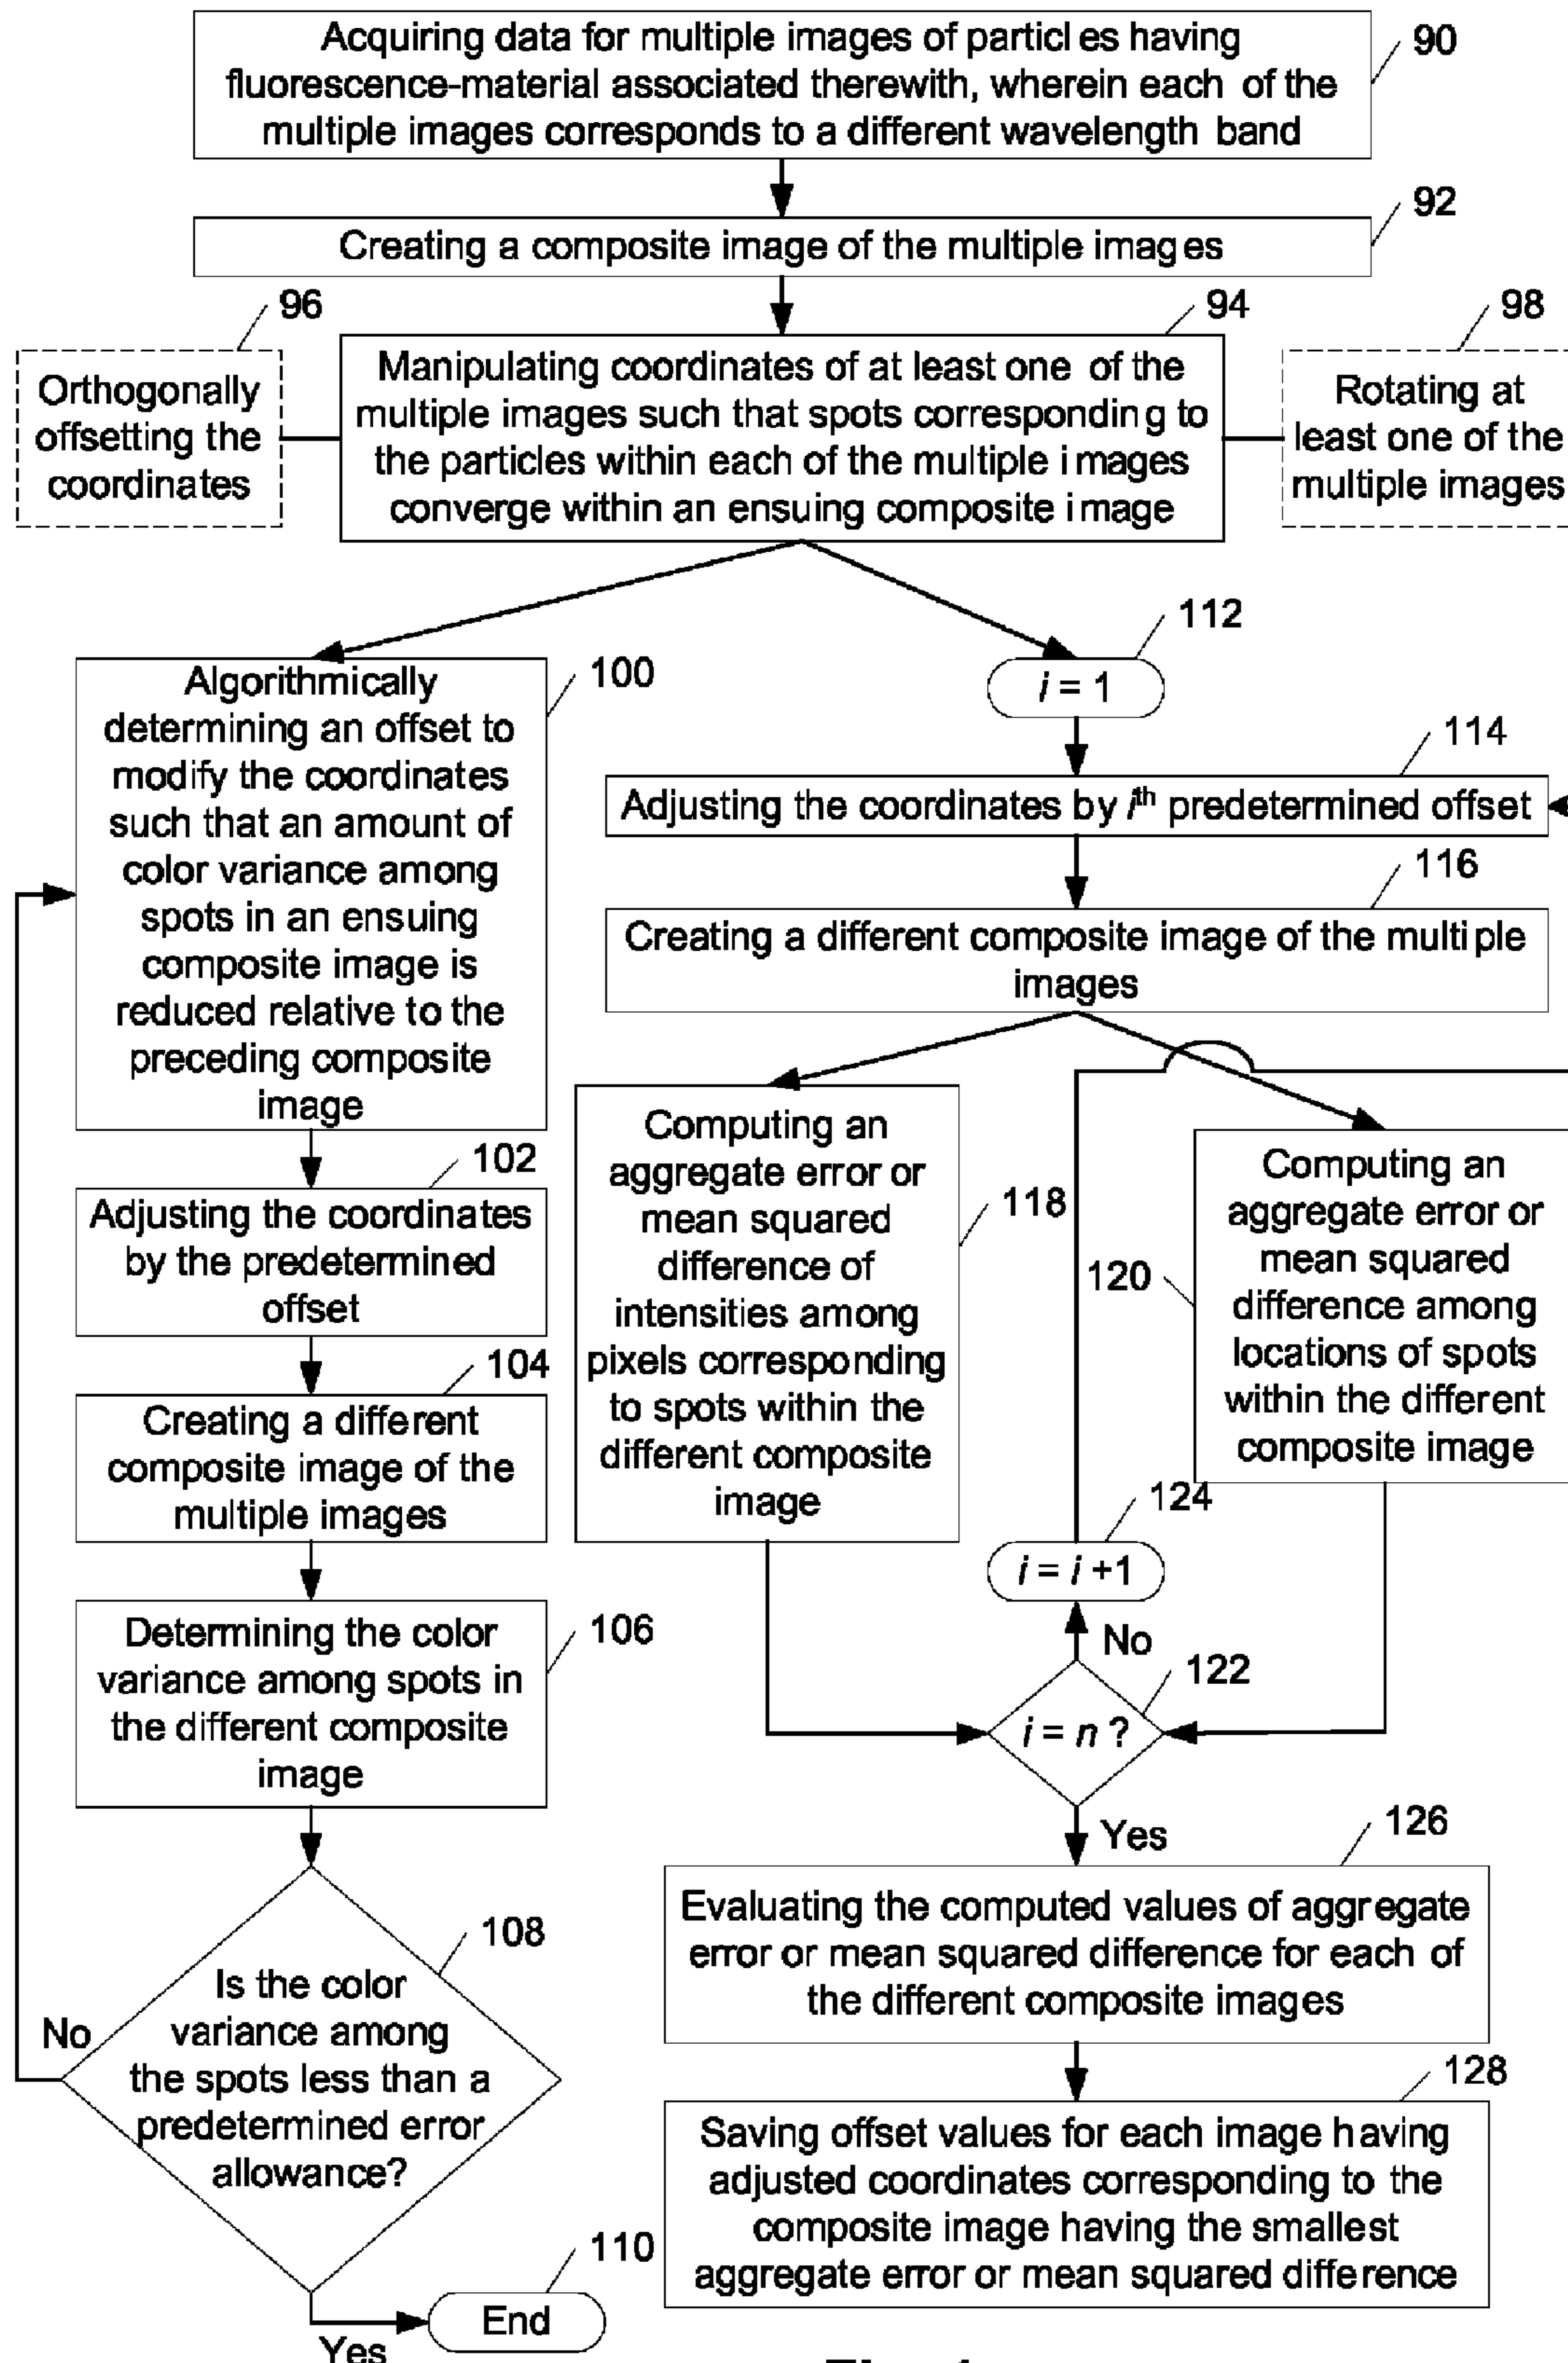 Acquiring data for multiple images of particles having
fluorescence-material associated therewith, wherein each of the
multiple images corresponds to a different wavelength band
90
Creating a composite image of the multiple images
92
96
94
98
Orthogonally
offsetting the
coordinates
Manipulating coordinates of at least one of the
multiple images such that spots corresponding to
the particles within each of the multiple images
converge within an ensuing composite image
Rotating at
least one of the
multiple images
100
Algorithmically
determining an offset to
modify the coordinates
such that an amount of
color variance among
spots in an ensuing
composite image is
reduced relative to the
preceding composite
image
102
Adjusting the coordinates
by the predetermined
offset
104
Creating a different
composite image of the
multiple images
106
Determining the color
variance among spots in
the different composite
image
108
Is the color
variance among
the spots less than a
predetermined error
allowance?
No
Yes
110
End
112
i = 1
114
Adjusting the coordinates by ith predetermined offset
116
Creating a different composite image of the multiple
images
118
Computing an
aggregate error or
mean squared
difference of
intensities among
pixels corresponding
to spots within the
different composite
image
120
Computing an
aggregate error or
mean squared
difference among
locations of spots
within the different
composite image
124
i = i +1
No
122
i = n ?
Yes
126
Evaluating the computed values of aggregate
error or mean squared difference for each of
the different composite images
128
Saving offset values for each image having
adjusted coordinates corresponding to the
composite image having the smallest
aggregate error or mean squared difference